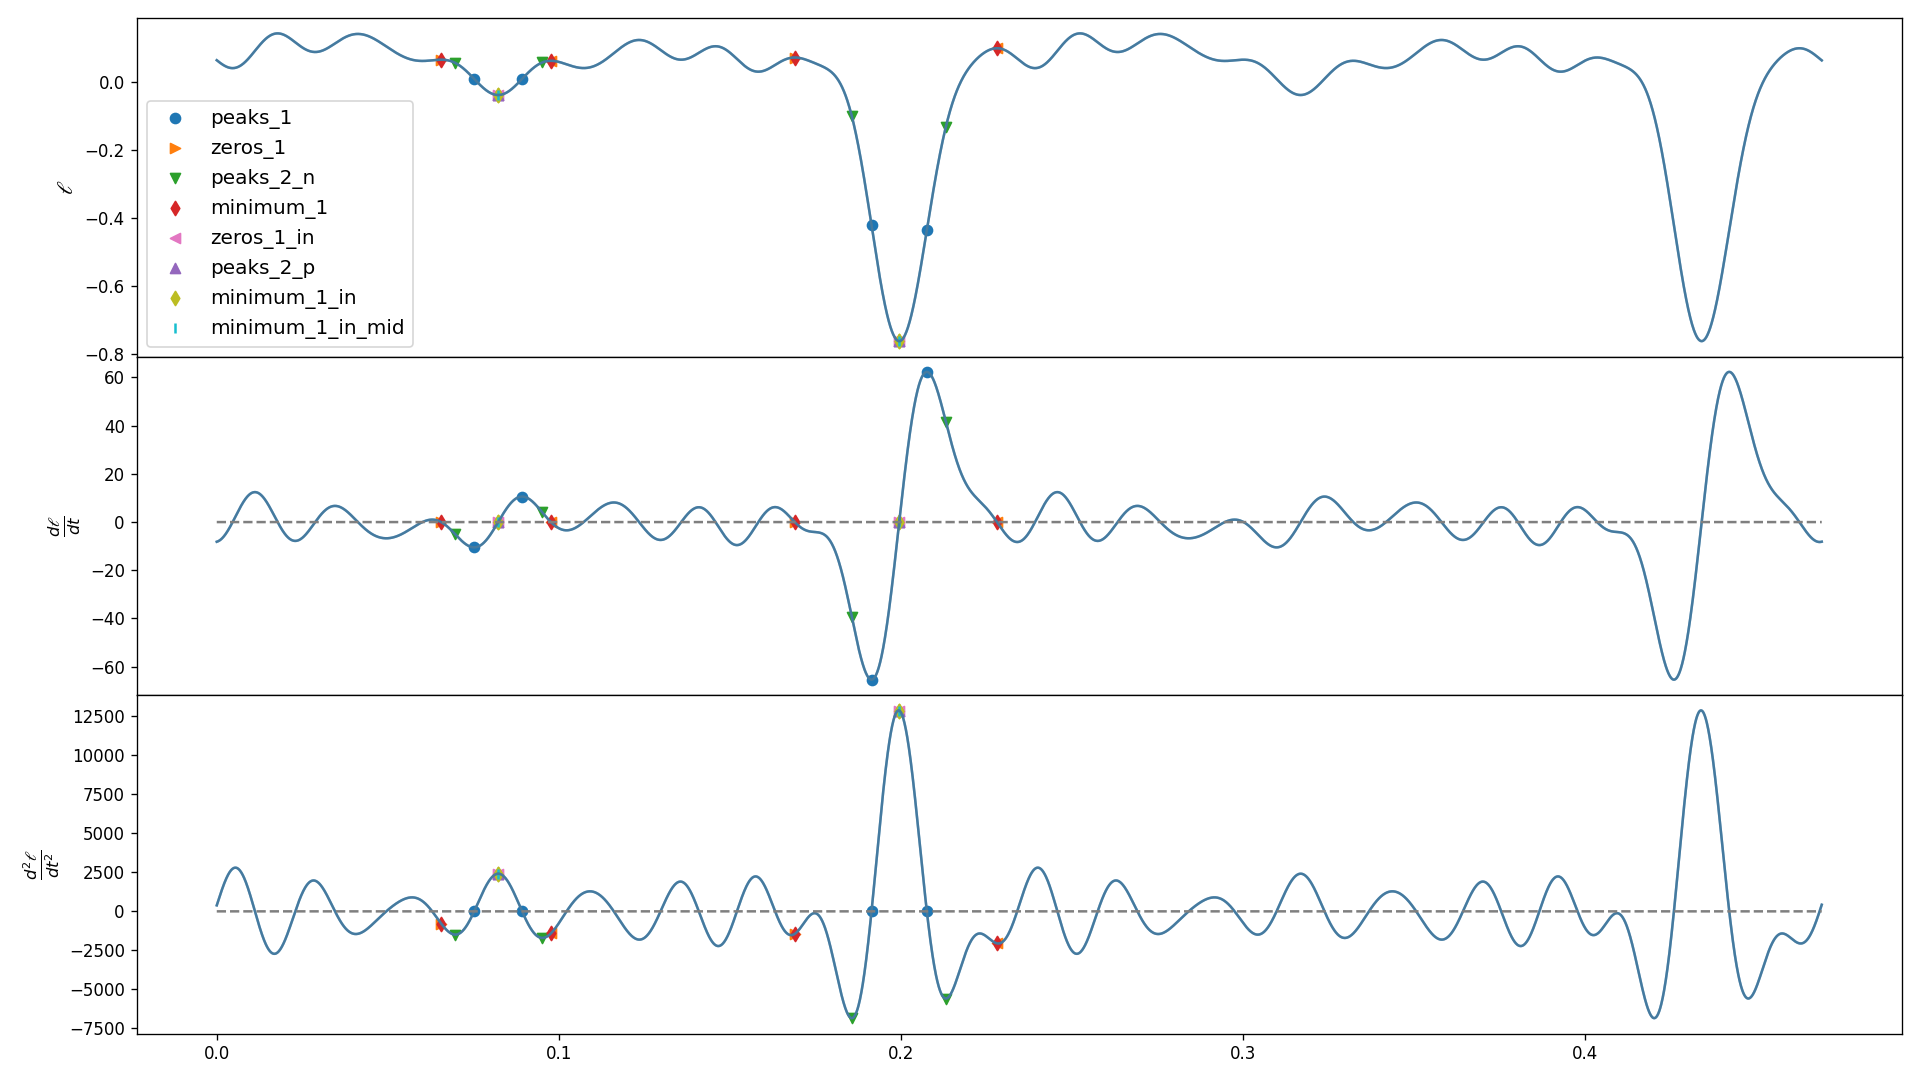 0.0
−0.2
−0.4
−0.6
−0.8
ℓ
peaks_1
zeros_1
peaks_2_n
minimum_1
zeros_1_in
peaks_2_p
minimum_1_in
minimum_1_in_mid
60
40
20
0
−20
−40
−60
dℓ
dt
12500
10000
7500
5000
2500
0
−2500
−5000
−7500
d²ℓ
dt²
0.0 0.1 0.2 0.3 0.4